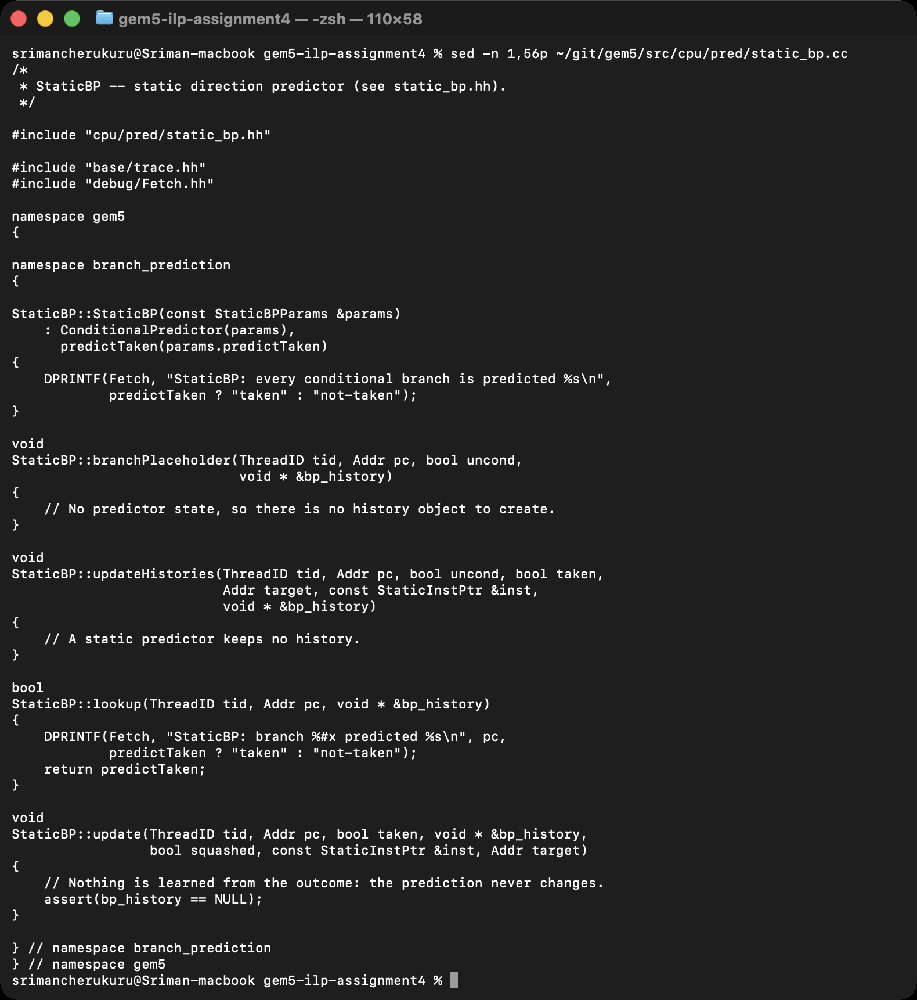 gem5-ilp-assignment4 — -zsh — 110×58
srimancherukuru@Sriman-macbook gem5-ilp-assignment4 % sed -n 1,56p ~/git/gem5/src/cpu/pred/static_bp.cc
/*
 * StaticBP -- static direction predictor (see static_bp.hh).
 */

#include "cpu/pred/static_bp.hh"

#include "base/trace.hh"
#include "debug/Fetch.hh"

namespace gem5
{

namespace branch_prediction
{

StaticBP::StaticBP(const StaticBPParams &params)
    : ConditionalPredictor(params),
      predictTaken(params.predictTaken)
{
    DPRINTF(Fetch, "StaticBP: every conditional branch is predicted %s\n",
            predictTaken ? "taken" : "not-taken");
}

void
StaticBP::branchPlaceholder(ThreadID tid, Addr pc, bool uncond,
                            void * &bp_history)
{
    // No predictor state, so there is no history object to create.
}

void
StaticBP::updateHistories(ThreadID tid, Addr pc, bool uncond, bool taken,
                          Addr target, const StaticInstPtr &inst,
                          void * &bp_history)
{
    // A static predictor keeps no history.
}

bool
StaticBP::lookup(ThreadID tid, Addr pc, void * &bp_history)
{
    DPRINTF(Fetch, "StaticBP: branch %#x predicted %s\n", pc,
            predictTaken ? "taken" : "not-taken");
    return predictTaken;
}

void
StaticBP::update(ThreadID tid, Addr pc, bool taken, void * &bp_history,
                 bool squashed, const StaticInstPtr &inst, Addr target)
{
    // Nothing is learned from the outcome: the prediction never changes.
    assert(bp_history == NULL);
}

} // namespace branch_prediction
} // namespace gem5
srimancherukuru@Sriman-macbook gem5-ilp-assignment4 %